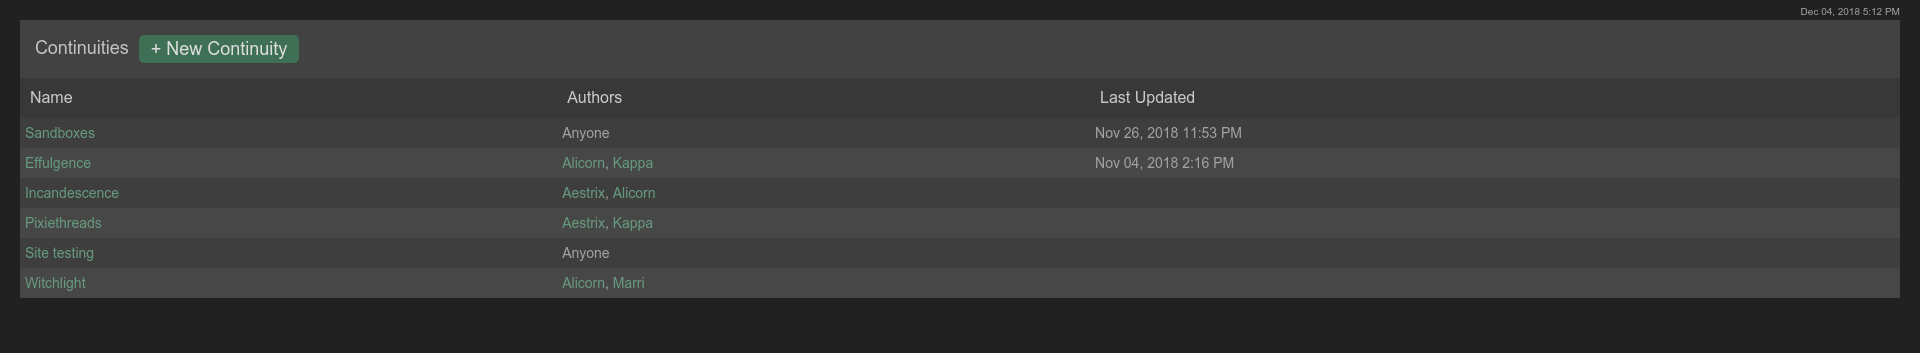 Dec 04, 2018 5:12 PM
Continuities + New Continuity
Name Authors Last Updated
Sandboxes Anyone Nov 26, 2018 11:53 PM
Effulgence Alicorn, Kappa Nov 04, 2018 2:16 PM
Incandescence Aestrix, Alicorn
Pixiethreads Aestrix, Kappa
Site testing Anyone
Witchlight Alicorn, Marri